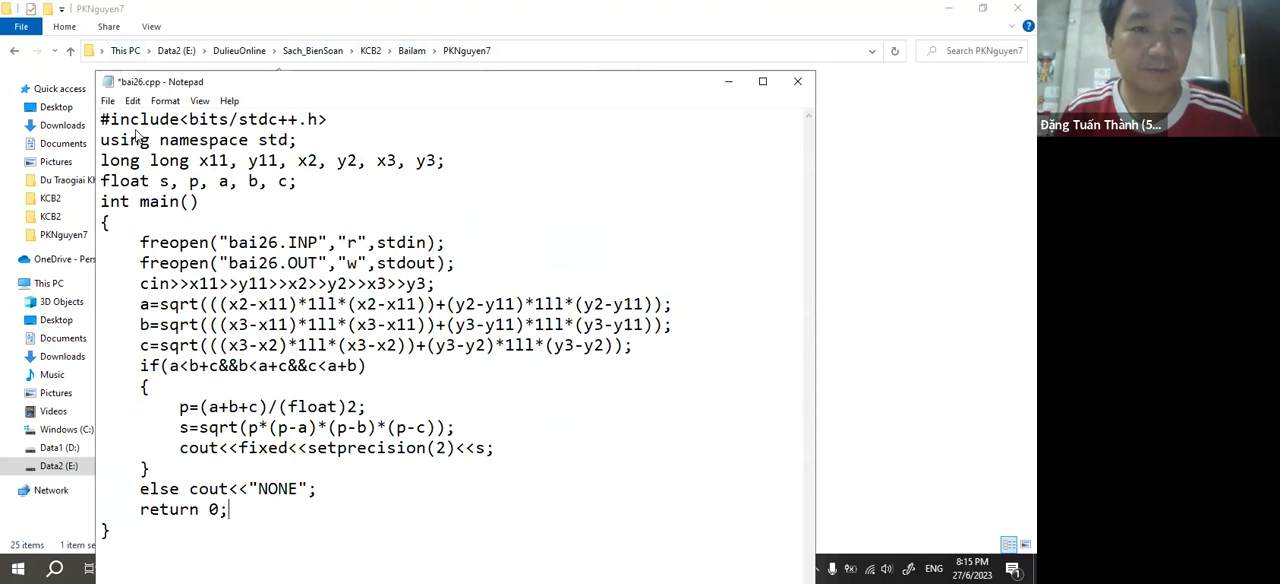 PKNguyen7
File Home Share View
This PC > Data2 (E:) > DulieuOnline > Sach_BienSoan > KCB2 > Bailam > PKNguyen7
Search PKNguyen7
Quick access
Desktop
Downloads
Documents
Pictures
Du Traogiai Kh
KCB2
KCB2
PKNguyen7
OneDrive - Pers
This PC
3D Objects
Desktop
Documents
Downloads
Music
Pictures
Videos
Windows (C:)
Data1 (D:)
Data2 (E:)
Network
25 items 1 item se
*bai26.cpp - Notepad
File Edit Format View Help
#include<bits/stdc++.h>
using namespace std;
long long x11, y11, x2, y2, x3, y3;
float s, p, a, b, c;
int main()
{
freopen("bai26.INP","r",stdin);
freopen("bai26.OUT","w",stdout);
cin>>x11>>y11>>x2>>y2>>x3>>y3;
a=sqrt(((x2-x11)*1ll*(x2-x11))+(y2-y11)*1ll*(y2-y11));
b=sqrt(((x3-x11)*1ll*(x3-x11))+(y3-y11)*1ll*(y3-y11));
c=sqrt(((x3-x2)*1ll*(x3-x2))+(y3-y2)*1ll*(y3-y2));
if(a<b+c&&b<a+c&&c<a+b)
{
p=(a+b+c)/(float)2;
s=sqrt(p*(p-a)*(p-b)*(p-c));
cout<<fixed<<setprecision(2)<<s;
}
else cout<<"NONE";
return 0;
}
Đặng Tuấn Thành (5...
ENG
8:15 PM
27/6/2023